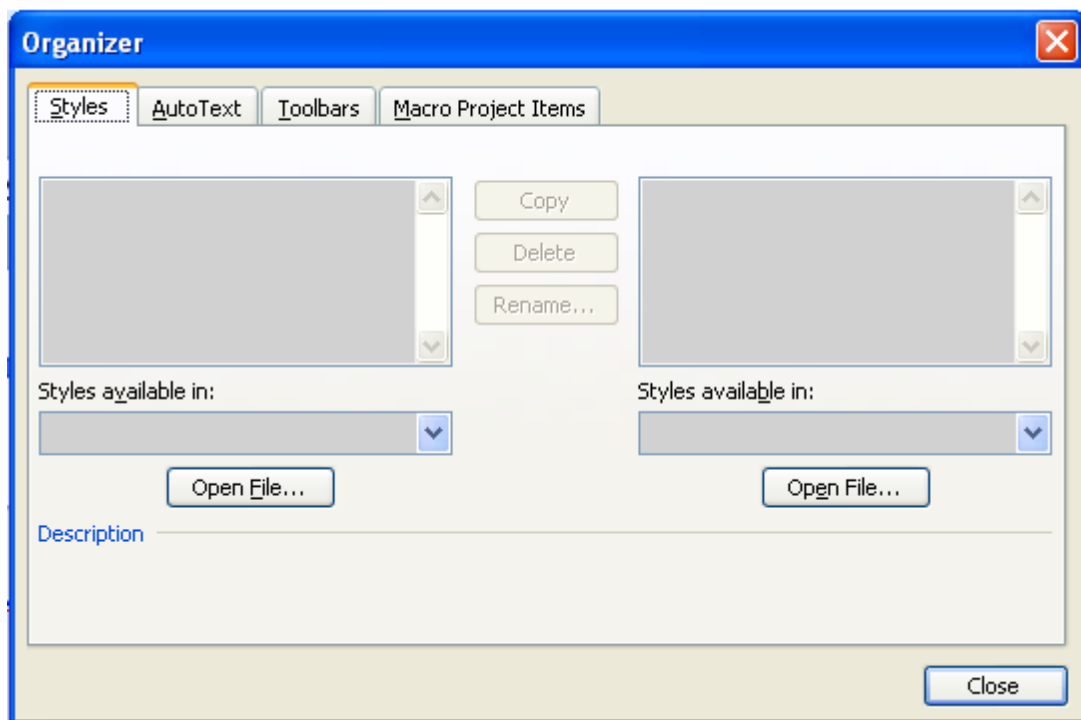 Organizer
Styles AutoText Toolbars Macro Project Items
Copy
Delete
Rename...
Styles available in: Styles available in:
Open File... Open File...
Description
Close